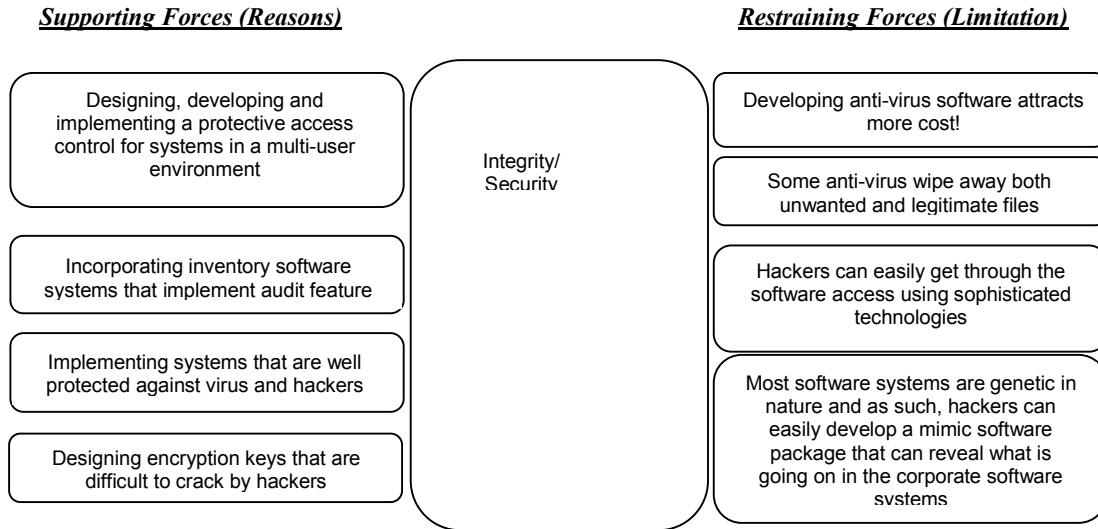 Supporting Forces (Reasons)
Restraining Forces (Limitation)
Designing, developing and
implementing a protective access
control for systems in a multi-user
environment
Incorporating inventory software
systems that implement audit feature
Implementing systems that are well
protected against virus and hackers
Designing encryption keys that are
difficult to crack by hackers
Integrity/
Security
Developing anti-virus software attracts
more cost!
Some anti-virus wipe away both
unwanted and legitimate files
Hackers can easily get through the
software access using sophisticated
technologies
Most software systems are genetic in
nature and as such, hackers can
easily develop a mimic software
package that can reveal what is
going on in the corporate software
systems